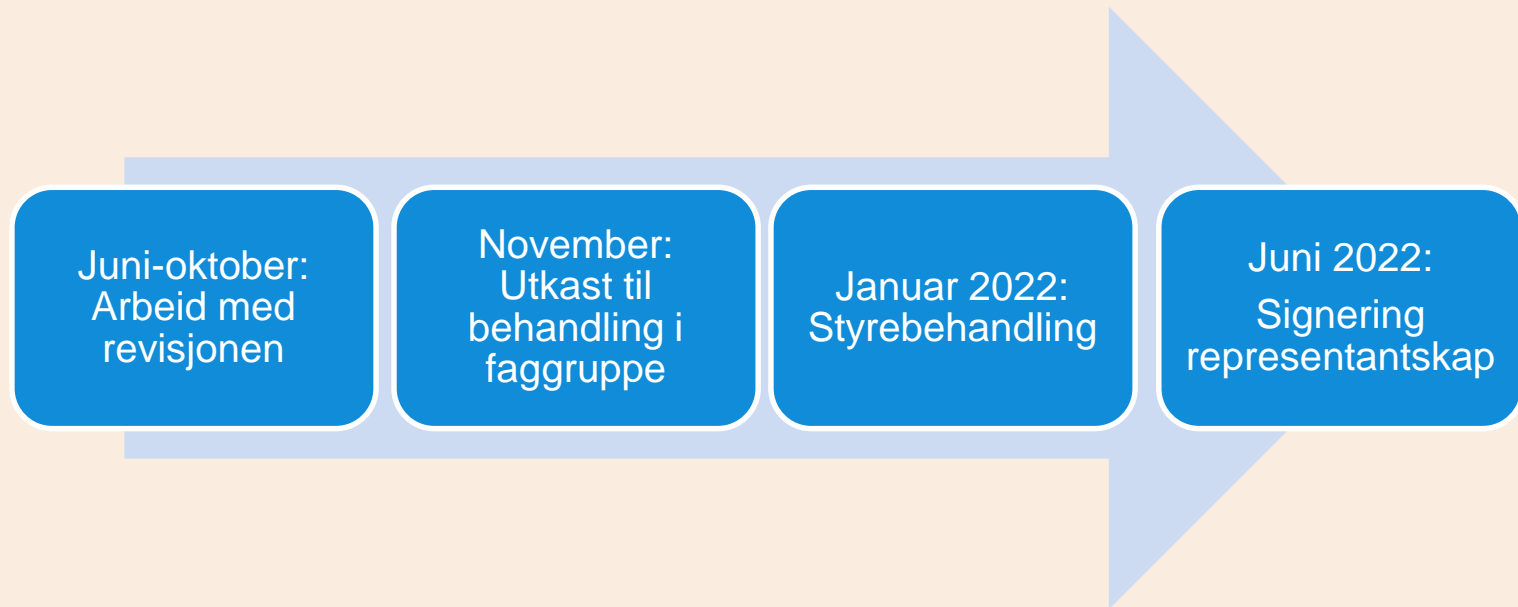 Juni-oktober:
Arbeid med
revisjonen
November:
Utkast til
behandling i
faggruppe
Januar 2022:
Styrebehandling
Juni 2022:
Signering
representantskap